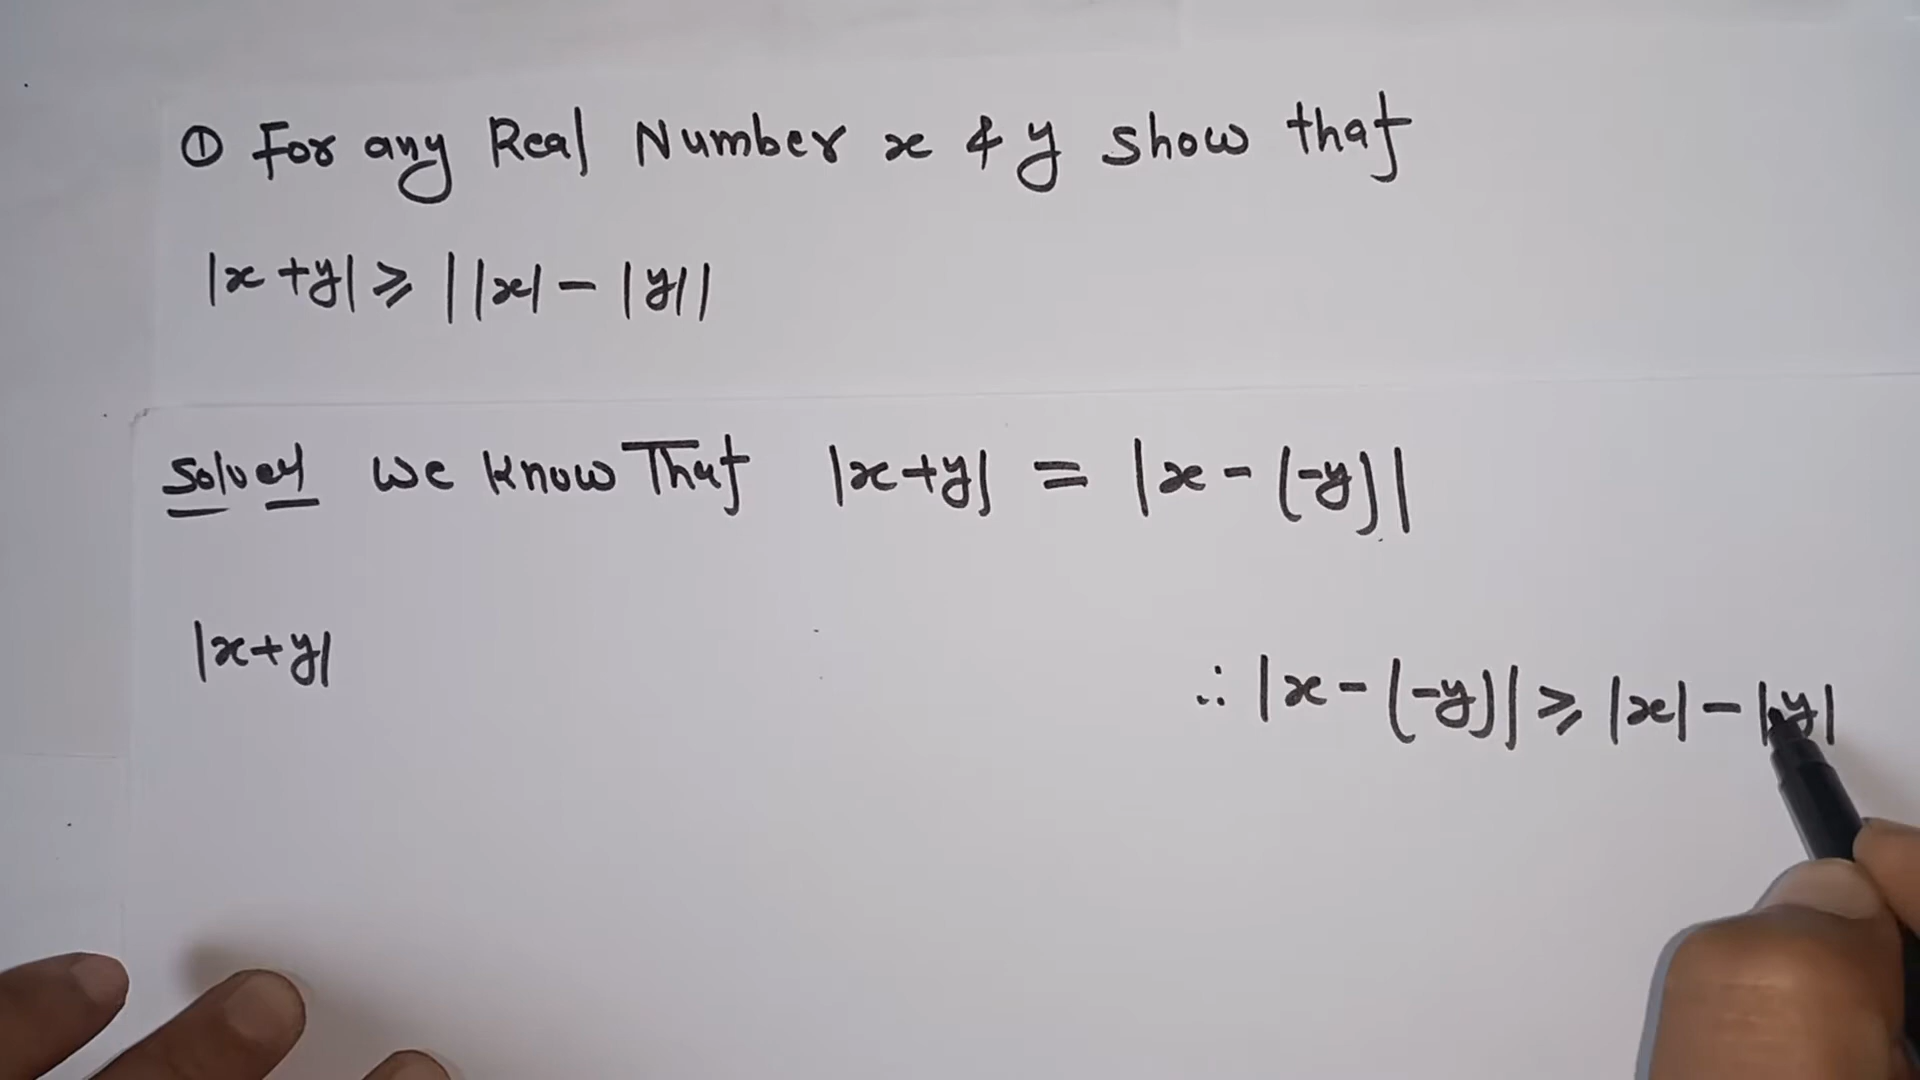 ① For any Real Number x & y show that
|x+y| ⩾ ||x| - |y||
Solve We know That |x+y| = |x-(-y)|
|x+y|
∴ |x-(-y)| ⩾ |x| - |-y|